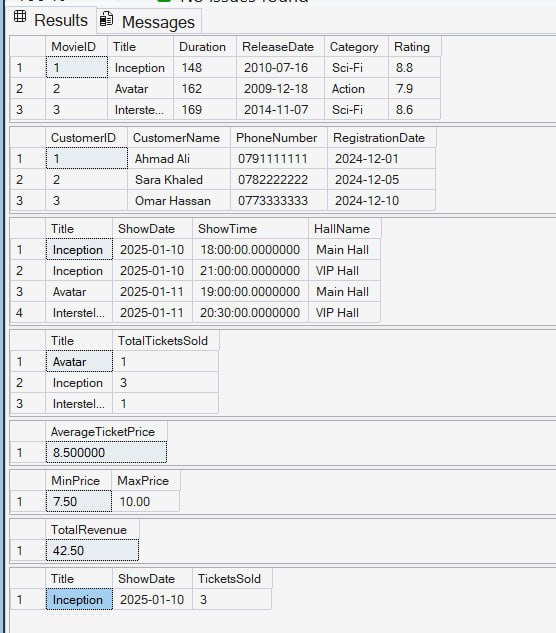 Results Messages
MovieID Title Duration ReleaseDate Category Rating
1 1 Inception 148 2010-07-16 Sci-Fi 8.8
2 2 Avatar 162 2009-12-18 Action 7.9
3 3 Interste... 169 2014-11-07 Sci-Fi 8.6
CustomerID CustomerName PhoneNumber RegistrationDate
1 1 Ahmad Ali 0791111111 2024-12-01
2 2 Sara Khaled 0782222222 2024-12-05
3 3 Omar Hassan 0773333333 2024-12-10
Title ShowDate ShowTime HallName
1 Inception 2025-01-10 18:00:00.0000000 Main Hall
2 Inception 2025-01-10 21:00:00.0000000 VIP Hall
3 Avatar 2025-01-11 19:00:00.0000000 Main Hall
4 Interstel... 2025-01-11 20:30:00.0000000 VIP Hall
Title TotalTicketsSold
1 Avatar 1
2 Inception 3
3 Interstel... 1
AverageTicketPrice
1 8.500000
MinPrice MaxPrice
1 7.50 10.00
TotalRevenue
1 42.50
Title ShowDate TicketsSold
1 Inception 2025-01-10 3